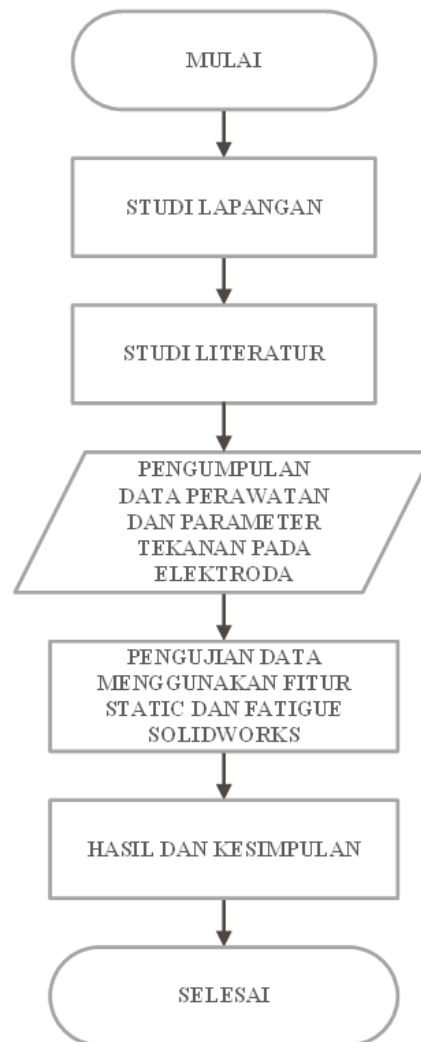 MULAI
STUDI LAPANGAN
STUDI LITERATUR
PENGUMPULAN
DATA PERAWATAN
DAN PARAMETER
TEKANAN PADA
ELEKTRODA
PENGUJIAN DATA
MENGGUNAKAN FITUR
STATIC DAN FATIGUE
SOLIDWORKS
HASIL DAN KESIMPULAN
SELESAI